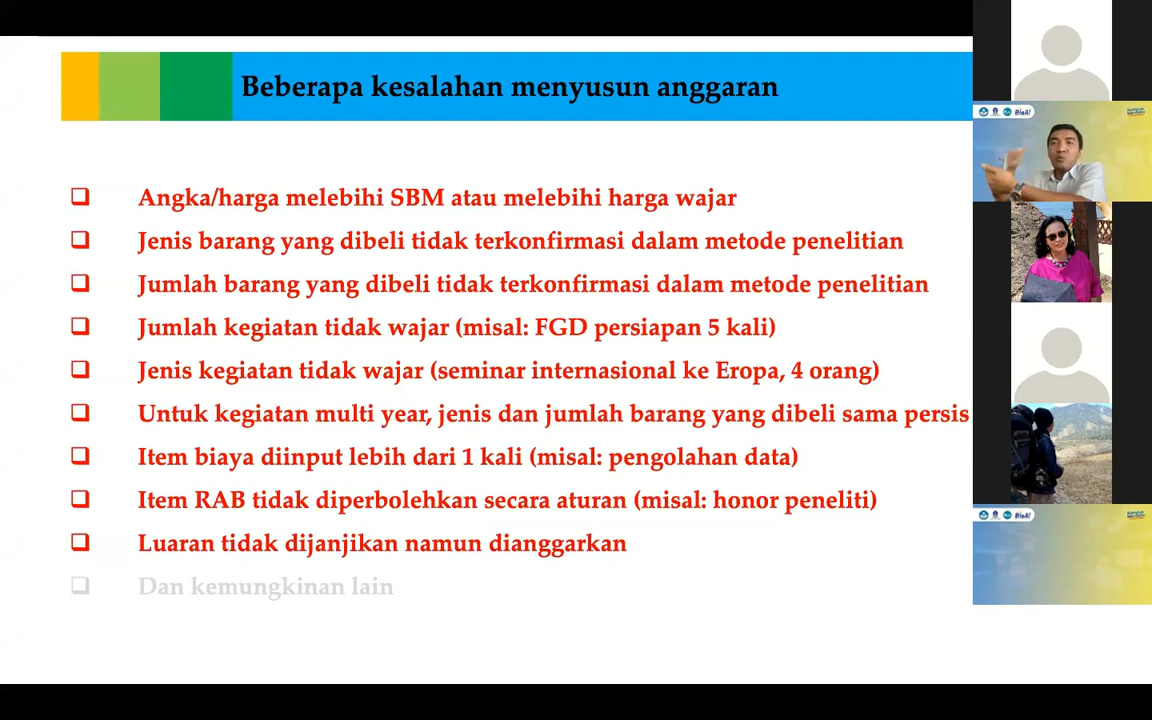 Beberapa kesalahan menyusun anggaran
Angka/harga melebihi SBM atau melebihi harga wajar
Jenis barang yang dibeli tidak terkonfirmasi dalam metode penelitian
Jumlah barang yang dibeli tidak terkonfirmasi dalam metode penelitian
Jumlah kegiatan tidak wajar (misal: FGD persiapan 5 kali)
Jenis kegiatan tidak wajar (seminar internasional ke Eropa, 4 orang)
Untuk kegiatan multi year, jenis dan jumlah barang yang dibeli sama persis
Item biaya diinput lebih dari 1 kali (misal: pengolahan data)
Item RAB tidak diperbolehkan secara aturan (misal: honor peneliti)
Luaran tidak dijanjikan namun dianggarkan
Dan kemungkinan lain